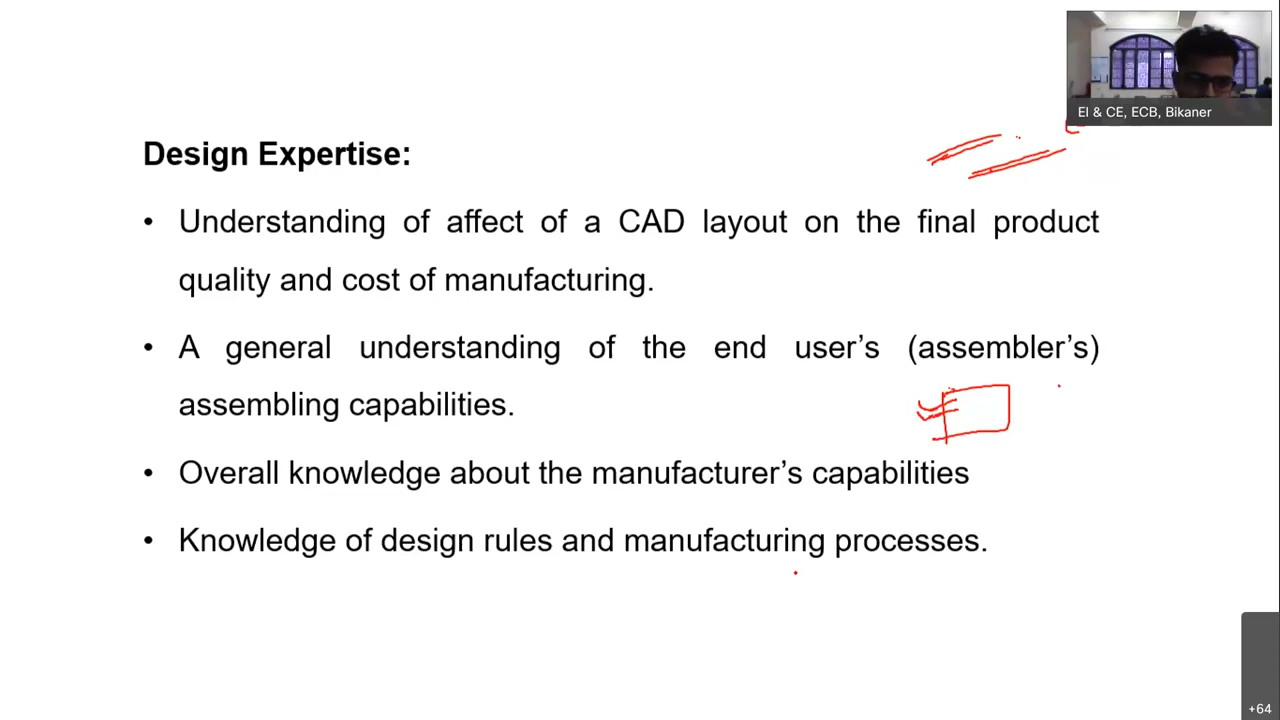 El & CE, ECB, Bikaner
Design Expertise:
• Understanding of affect of a CAD layout on the final product
quality and cost of manufacturing.
• A general understanding of the end user’s (assembler’s)
assembling capabilities.
• Overall knowledge about the manufacturer’s capabilities
• Knowledge of design rules and manufacturing processes.
+64